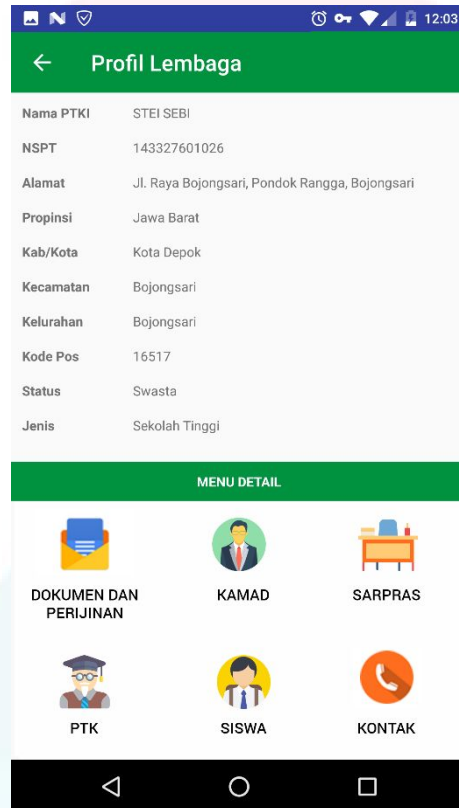 12:03
Profil Lembaga
Nama PTKI STEI SEBI
NSPT 143327601026
Alamat Jl. Raya Bojongsari, Pondok Rangga, Bojongsari
Propinsi Jawa Barat
Kab/Kota Kota Depok
Kecamatan Bojongsari
Kelurahan Bojongsari
Kode Pos 16517
Status Swasta
Jenis Sekolah Tinggi
MENU DETAIL
DOKUMEN DAN
PERIJINAN
KAMAD
SARPRAS
PTK
SISWA
KONTAK